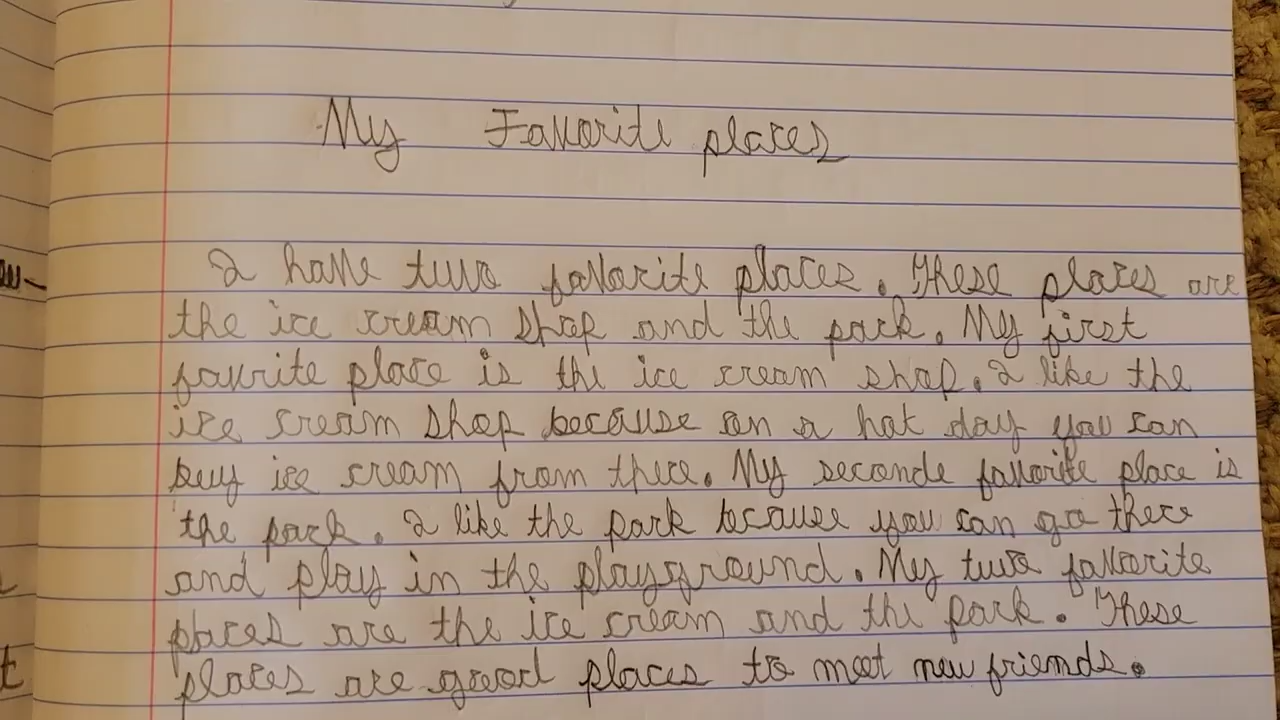 My Favorite places
I have two favorite places. These places are
the ice cream shop and the park. My first
favrite place is the ice cream shop. I like the
ice cream shop because on a hot day you can
buy ice cream from there. My seconde favorite place is
the park. I like the park because you can go there
and play in the playground. My two favorite
places are the ice cream and the park. These
places are good places to meet new friends.